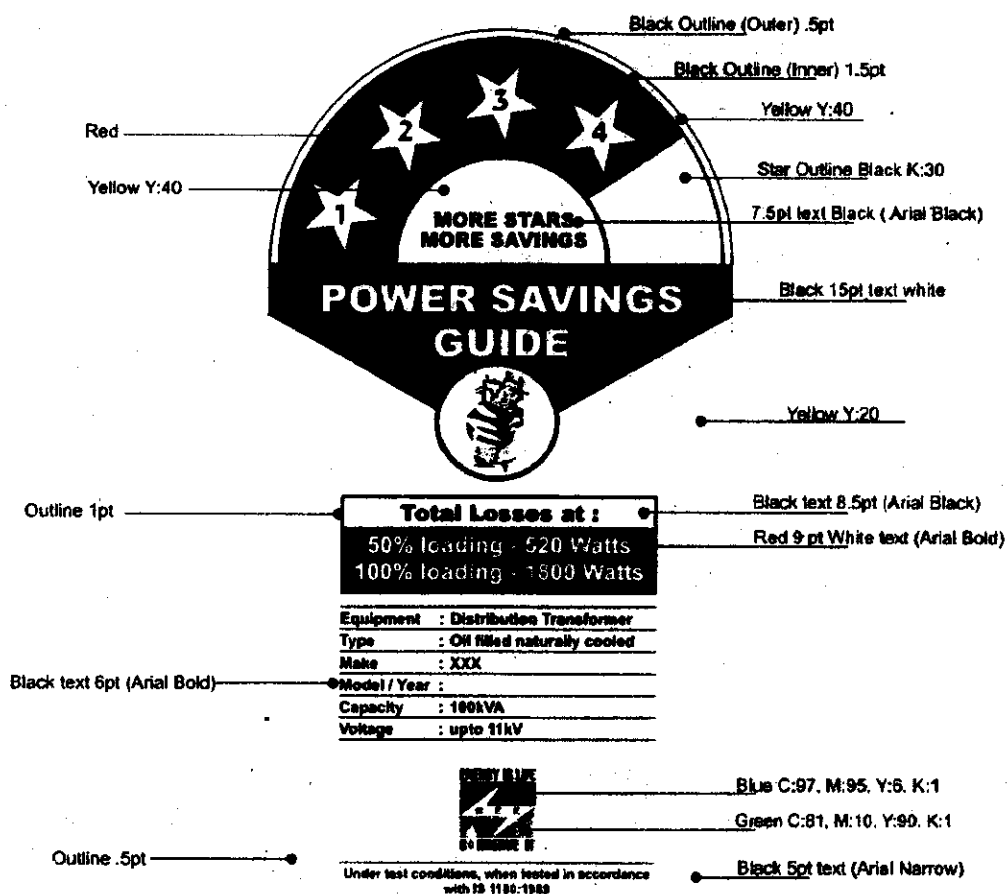 Black Outline (Outer) .5pt
Black Outline (Inner) 1.5pt
Yellow Y:40
Red
Star Outline Black K:30
Yellow Y:40
7.5pt text Black ( Arial Black)
1
2
3
4
MORE STARS
MORE SAVINGS
POWER SAVINGS
GUIDE
Black 15pt text white
Yellow Y:20
Outline 1pt
Total Losses at :
Black text 8.5pt (Arial Black)
50% loading - 520 Watts
100% loading - 1800 Watts
Red 9 pt White text (Arial Bold)
Equipment : Distribution Transformer
Type : Oil filled naturally cooled
Make : XXX
Black text 6pt (Arial Bold)
Model / Year :
Capacity : 100kVA
Voltage : upto 11kV
ENERGY IS LIFE
Blue C:97, M:95, Y:6, K:1
Green C:81, M:10, Y:90, K:1
Outline .5pt
Under test conditions, when tested in accordance
with IS 1180:1989
Black 5pt text (Arial Narrow)